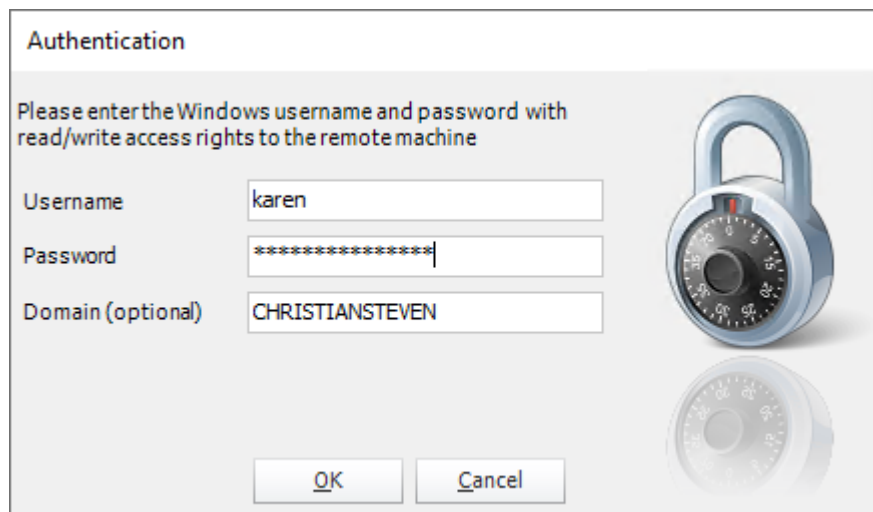 Authentication
Please enter the Windows username and password with
read/write access rights to the remote machine
Username karen
Password ***************
Domain (optional) CHRISTIANSTEVEN
OK Cancel